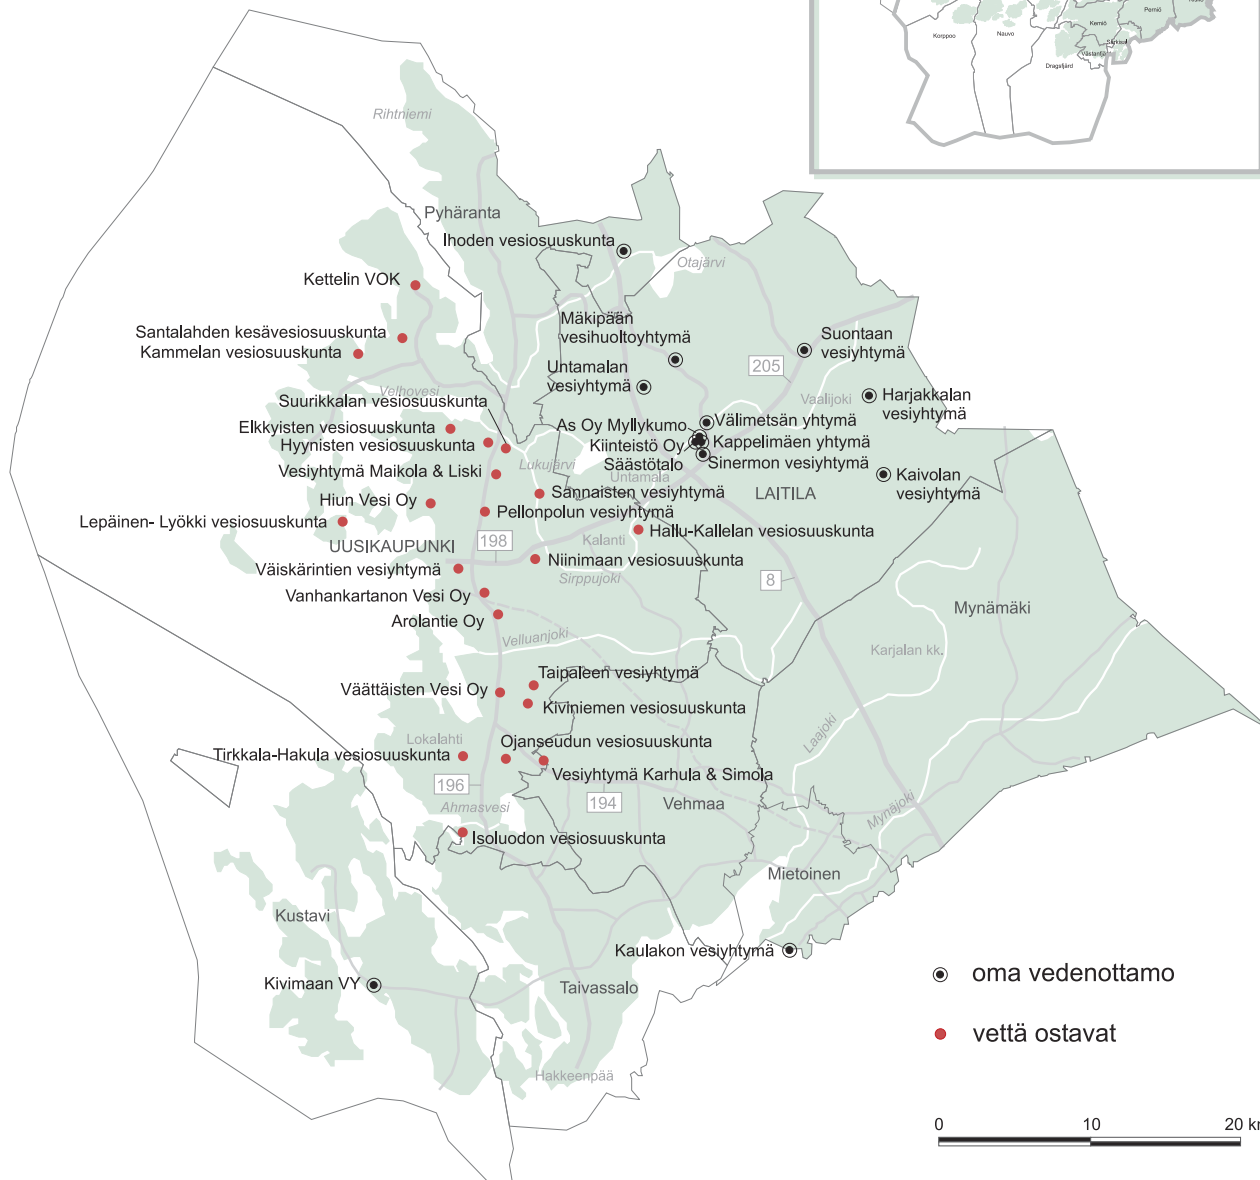 Perniö
Kemiö
Korppoo
Nauvo
Särkisalo
Västanfjärd
Dragsfjärd
Rihtniemi
Pyhäranta
Ihoden vesiosuuskunta
Otajärvi
Kettelin VOK
Mäkipään
vesihuoltoyhtymä
Suontaan
vesiyhtymä
Santalahden kesävesiosuuskunta
Kammelan vesiosuuskunta
205
Untamalan
vesiyhtymä
Velhovesi
Vaalijoki
Harjakkalan
vesiyhtymä
Suurikkalan vesiosuuskunta
Elkkyisten vesiosuuskunta
As Oy Myllykumo
Välimetsän yhtymä
Hyynisten vesiosuuskunta
Kiinteistö Oy
Säästötalo
Kappelimäen yhtymä
Lukujärvi
Sinermon vesiyhtymä
Vesiyhtymä Maikola & Liski
Untamala
Kaivolan
vesiyhtymä
Sannaisten vesiyhtymä
LAITILA
Hiun Vesi Oy
Pellonpolun vesiyhtymä
Lepäinen- Lyökki vesiosuuskunta
Hallu-Kallelan vesiosuuskunta
UUSIKAUPUNKI
198
Kalanti
Niinimaan vesiosuuskunta
Väiskärintien vesiyhtymä
Sirppujoki
8
Vanhankartanon Vesi Oy
Mynämäki
Arolantie Oy
Velluanjoki
Karjalan kk.
Taipaleen vesiyhtymä
Väättäisten Vesi Oy
Kiviniemen vesiosuuskunta
Laajoki
Lokalahti
Ojanseudun vesiosuuskunta
Tirkkala-Hakula vesiosuuskunta
Vesiyhtymä Karhula & Simola
196
194
Vehmaa
Ahmasvesi
Mynäjoki
Isoluodon vesiosuuskunta
Mietoinen
Kustavi
Kaulakon vesiyhtymä
Kivimaan VY
Taivassalo
oma vedenottamo
vettä ostavat
Hakkeenpää
0 10 20 km